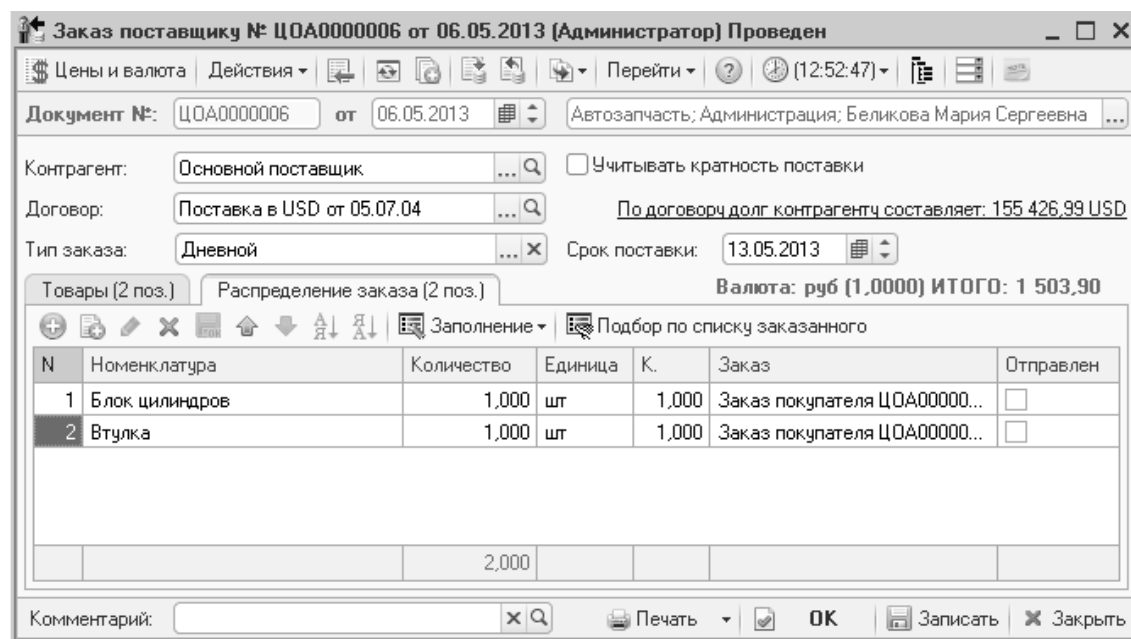 Заказ поставщику № ЦОА0000006 от 06.05.2013 (Администратор) Проведен
Цены и валюта Действия Перейти (12:52:47)
Документ №: ЦОА0000006 от 06.05.2013 Автозапчасть; Администрация; Беликова Мария Сергеевна ...
Контрагент: Основной поставщик ... Учитывать кратность поставки
Договор: Поставка в USD от 05.07.04 ... По договору долг контрагенту составляет: 155 426,99 USD
Тип заказа: Дневной ... Срок поставки: 13.05.2013
Товары (2 поз.) Распределение заказа (2 поз.) Валюта: руб (1,0000) ИТОГО: 1 503,90
Заполнение Подбор по списку заказанного
N Номенклатура Количество Единица К. Заказ Отправлен
1 Блок цилиндров 1,000 шт 1,000 Заказ покупателя ЦОА00000...
2 Втулка 1,000 шт 1,000 Заказ покупателя ЦОА00000...
2,000
Комментарий: Печать OK Записать Закрыть